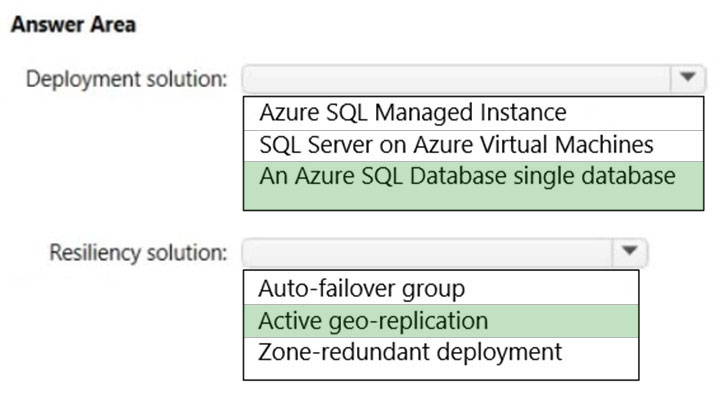 Answer Area
Deployment solution:
Azure SQL Managed Instance
SQL Server on Azure Virtual Machines
An Azure SQL Database single database
Resiliency solution:
Auto-failover group
Active geo-replication
Zone-redundant deployment